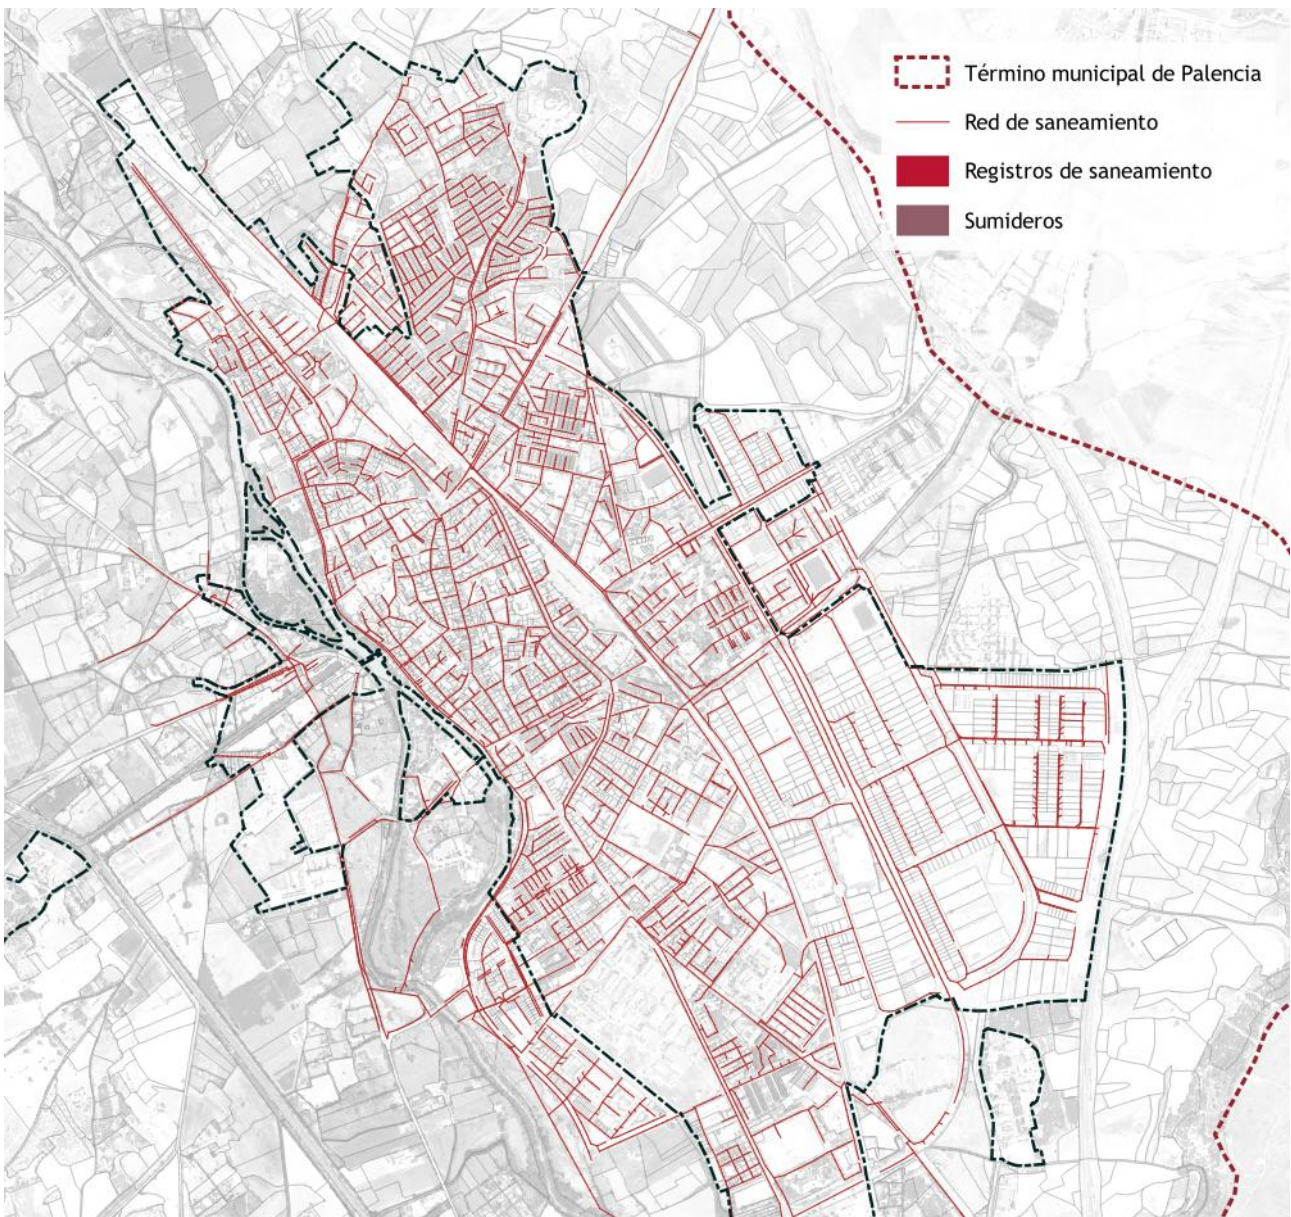 Término municipal de Palencia
Red de saneamiento
Registros de saneamiento
Sumideros